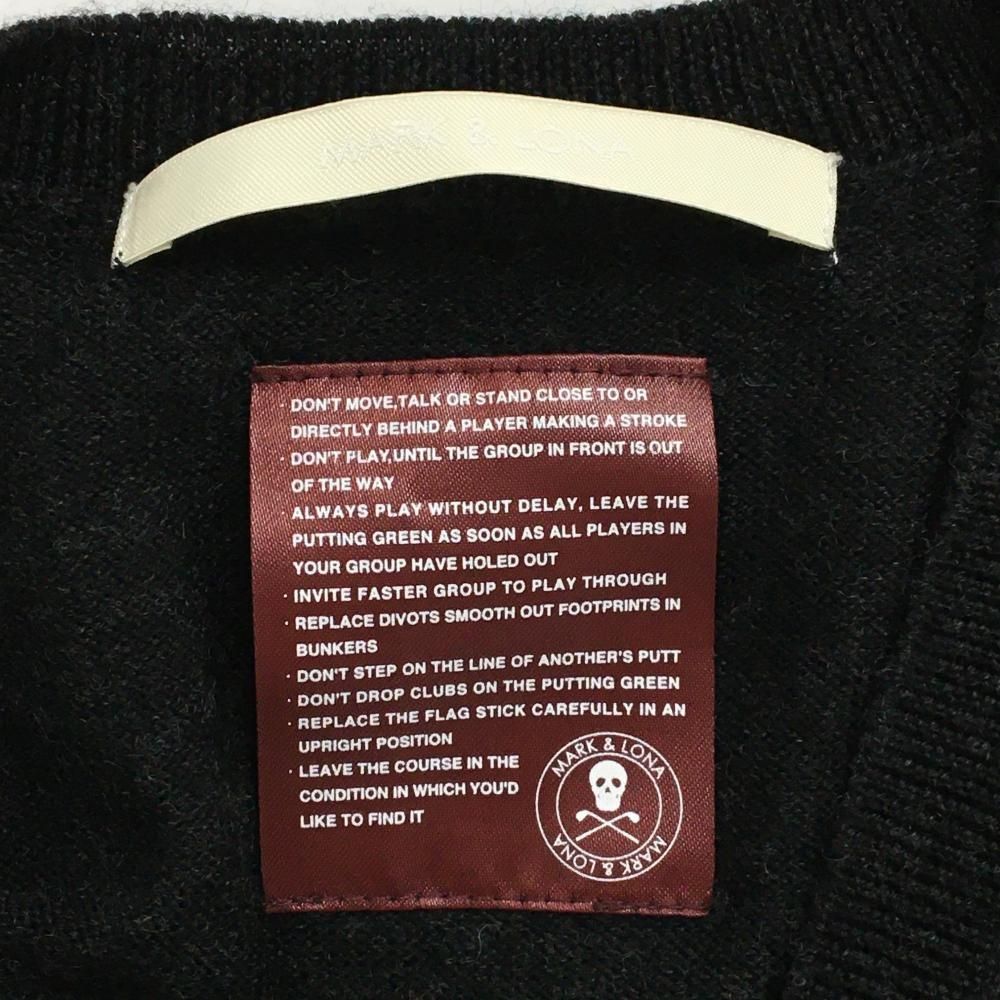 MARK & LONA
· DON'T MOVE,TALK OR STAND CLOSE TO OR
DIRECTLY BEHIND A PLAYER MAKING A STROKE
· DON'T PLAY,UNTIL THE GROUP IN FRONT IS OUT
OF THE WAY
· ALWAYS PLAY WITHOUT DELAY, LEAVE THE
PUTTING GREEN AS SOON AS ALL PLAYERS IN
YOUR GROUP HAVE HOLED OUT
· INVITE FASTER GROUP TO PLAY THROUGH
· REPLACE DIVOTS SMOOTH OUT FOOTPRINTS IN
BUNKERS
· DON'T STEP ON THE LINE OF ANOTHER'S PUTT
· DON'T DROP CLUBS ON THE PUTTING GREEN
· REPLACE THE FLAG STICK CAREFULLY IN AN
UPRIGHT POSITION
· LEAVE THE COURSE IN THE
CONDITION IN WHICH YOU'D
LIKE TO FIND IT
MARK & LONA
MARK & LONA